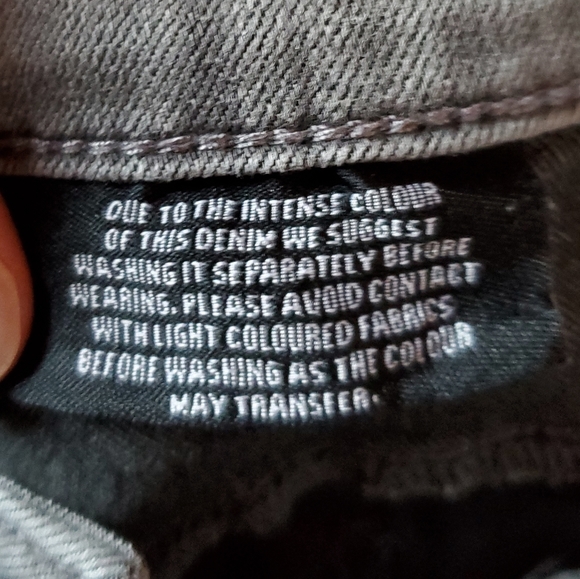 DUE TO THE INTENSE COLOUR
OF THIS DENIM WE SUGGEST
WASHING IT SEPARATELY BEFORE
WEARING. PLEASE AVOID CONTACT
WITH LIGHT COLOURED FABRICS
BEFORE WASHING AS THE COLOUR
MAY TRANSFER.